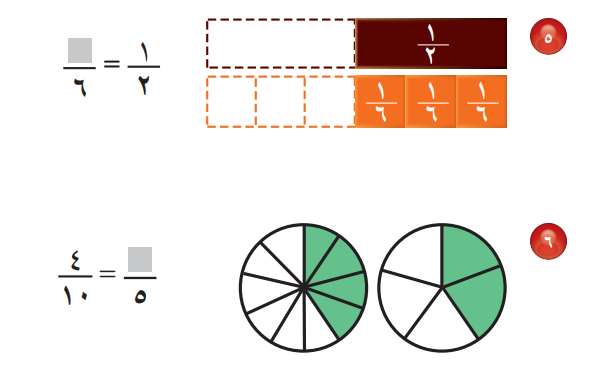 ٥
١/٢ = /٦
١/٢
١/٦ ١/٦ ١/٦
٦
/٥ = ٤/١٠